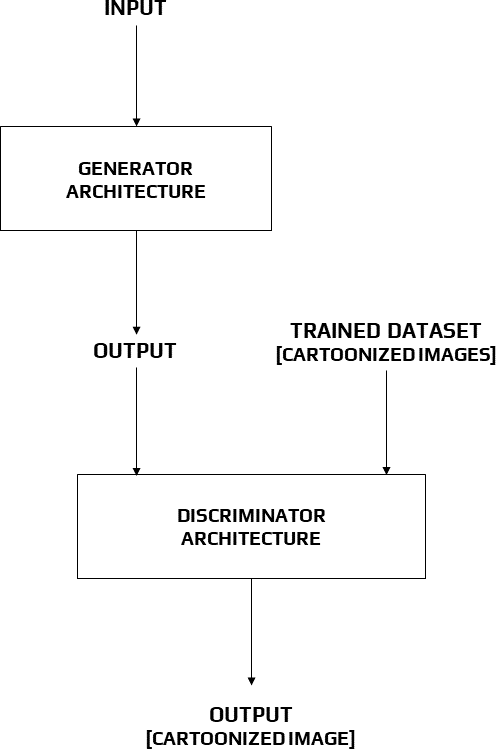 INPUT
GENERATOR
ARCHITECTURE
OUTPUT
TRAINED DATASET
[CARTOONIZED IMAGES]
DISCRIMINATOR
ARCHITECTURE
OUTPUT
[CARTOONIZED IMAGE]